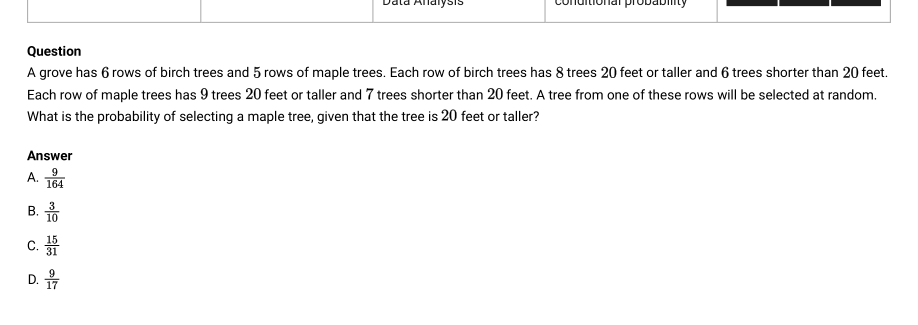 Data Analysis
conditional probability
Question
A grove has 6 rows of birch trees and 5 rows of maple trees. Each row of birch trees has 8 trees 20 feet or taller and 6 trees shorter than 20 feet.
Each row of maple trees has 9 trees 20 feet or taller and 7 trees shorter than 20 feet. A tree from one of these rows will be selected at random.
What is the probability of selecting a maple tree, given that the tree is 20 feet or taller?
Answer
A. 9/164
B. 3/10
C. 15/31
D. 9/17